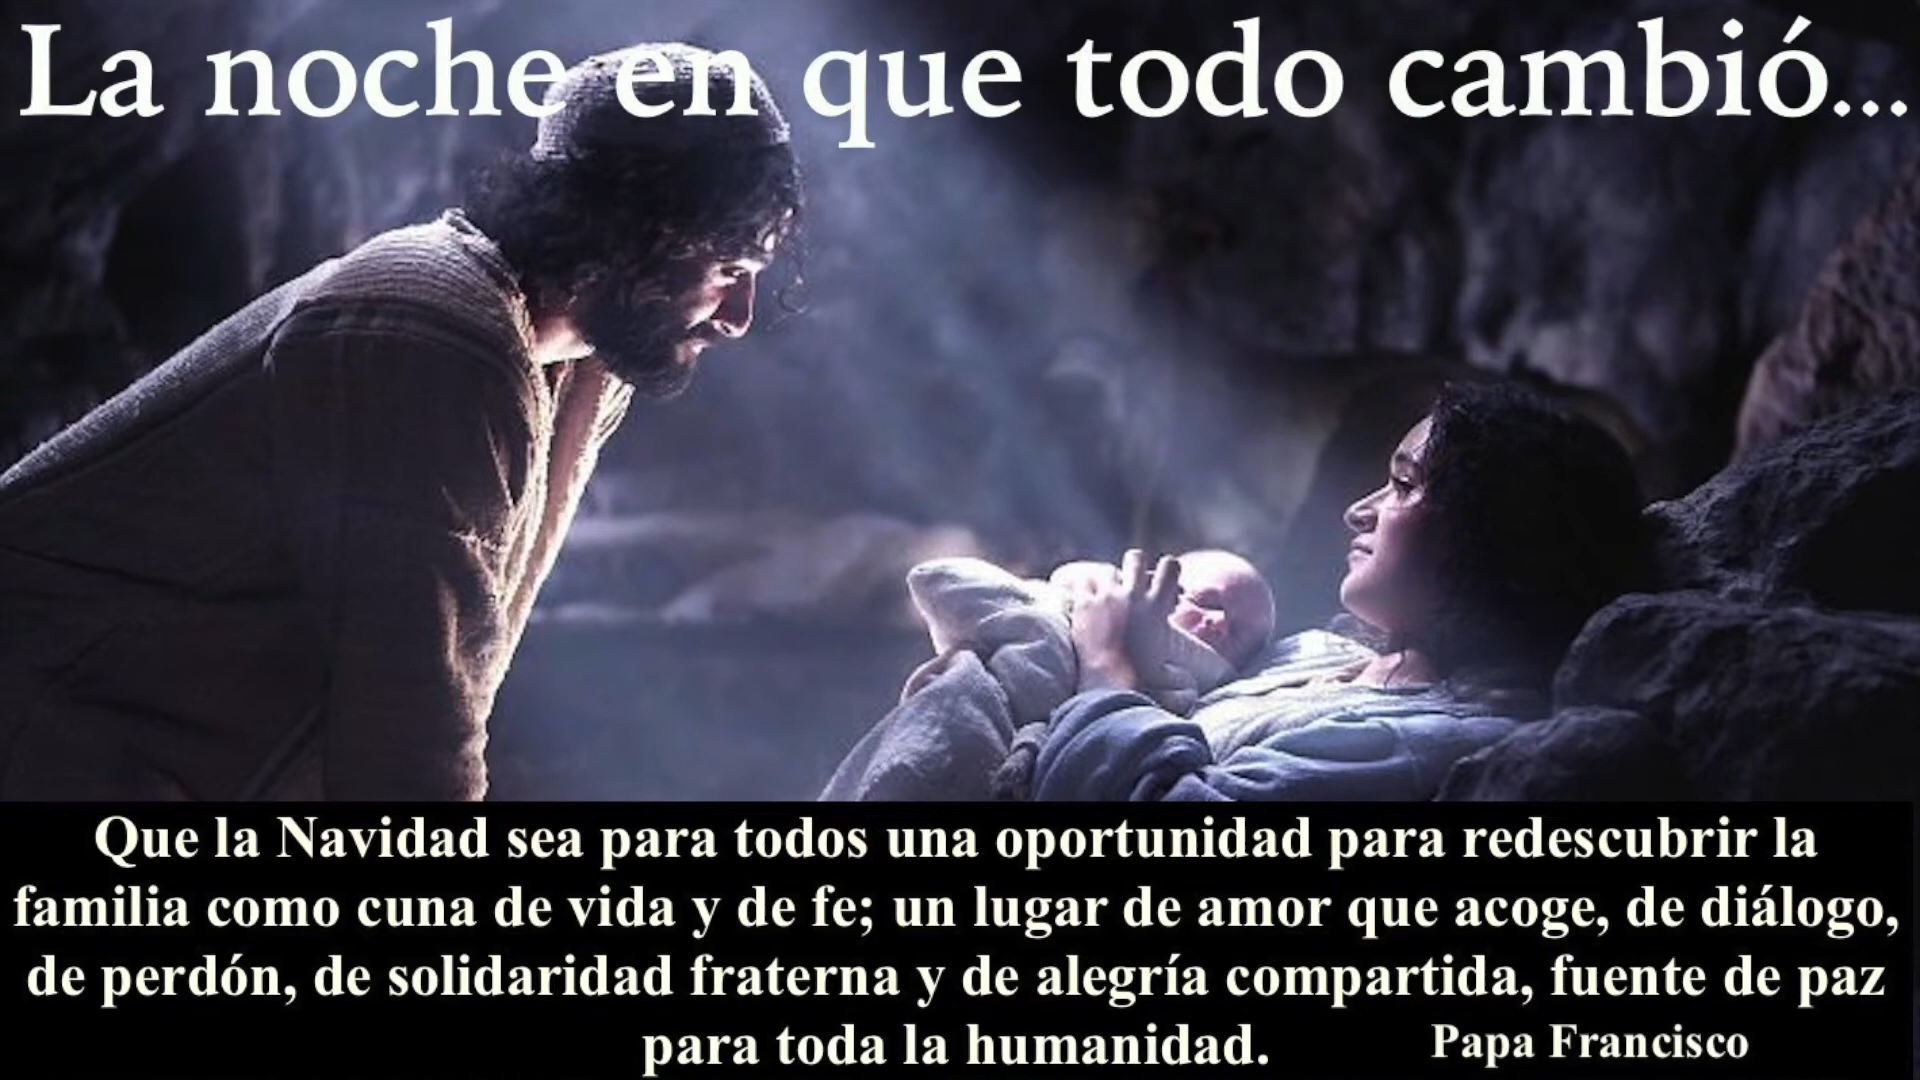 La noche en que todo cambió...
Que la Navidad sea para todos una oportunidad para redescubrir la
familia como cuna de vida y de fe; un lugar de amor que acoge, de diálogo,
de perdón, de solidaridad fraterna y de alegría compartida, fuente de paz
para toda la humanidad. Papa Francisco